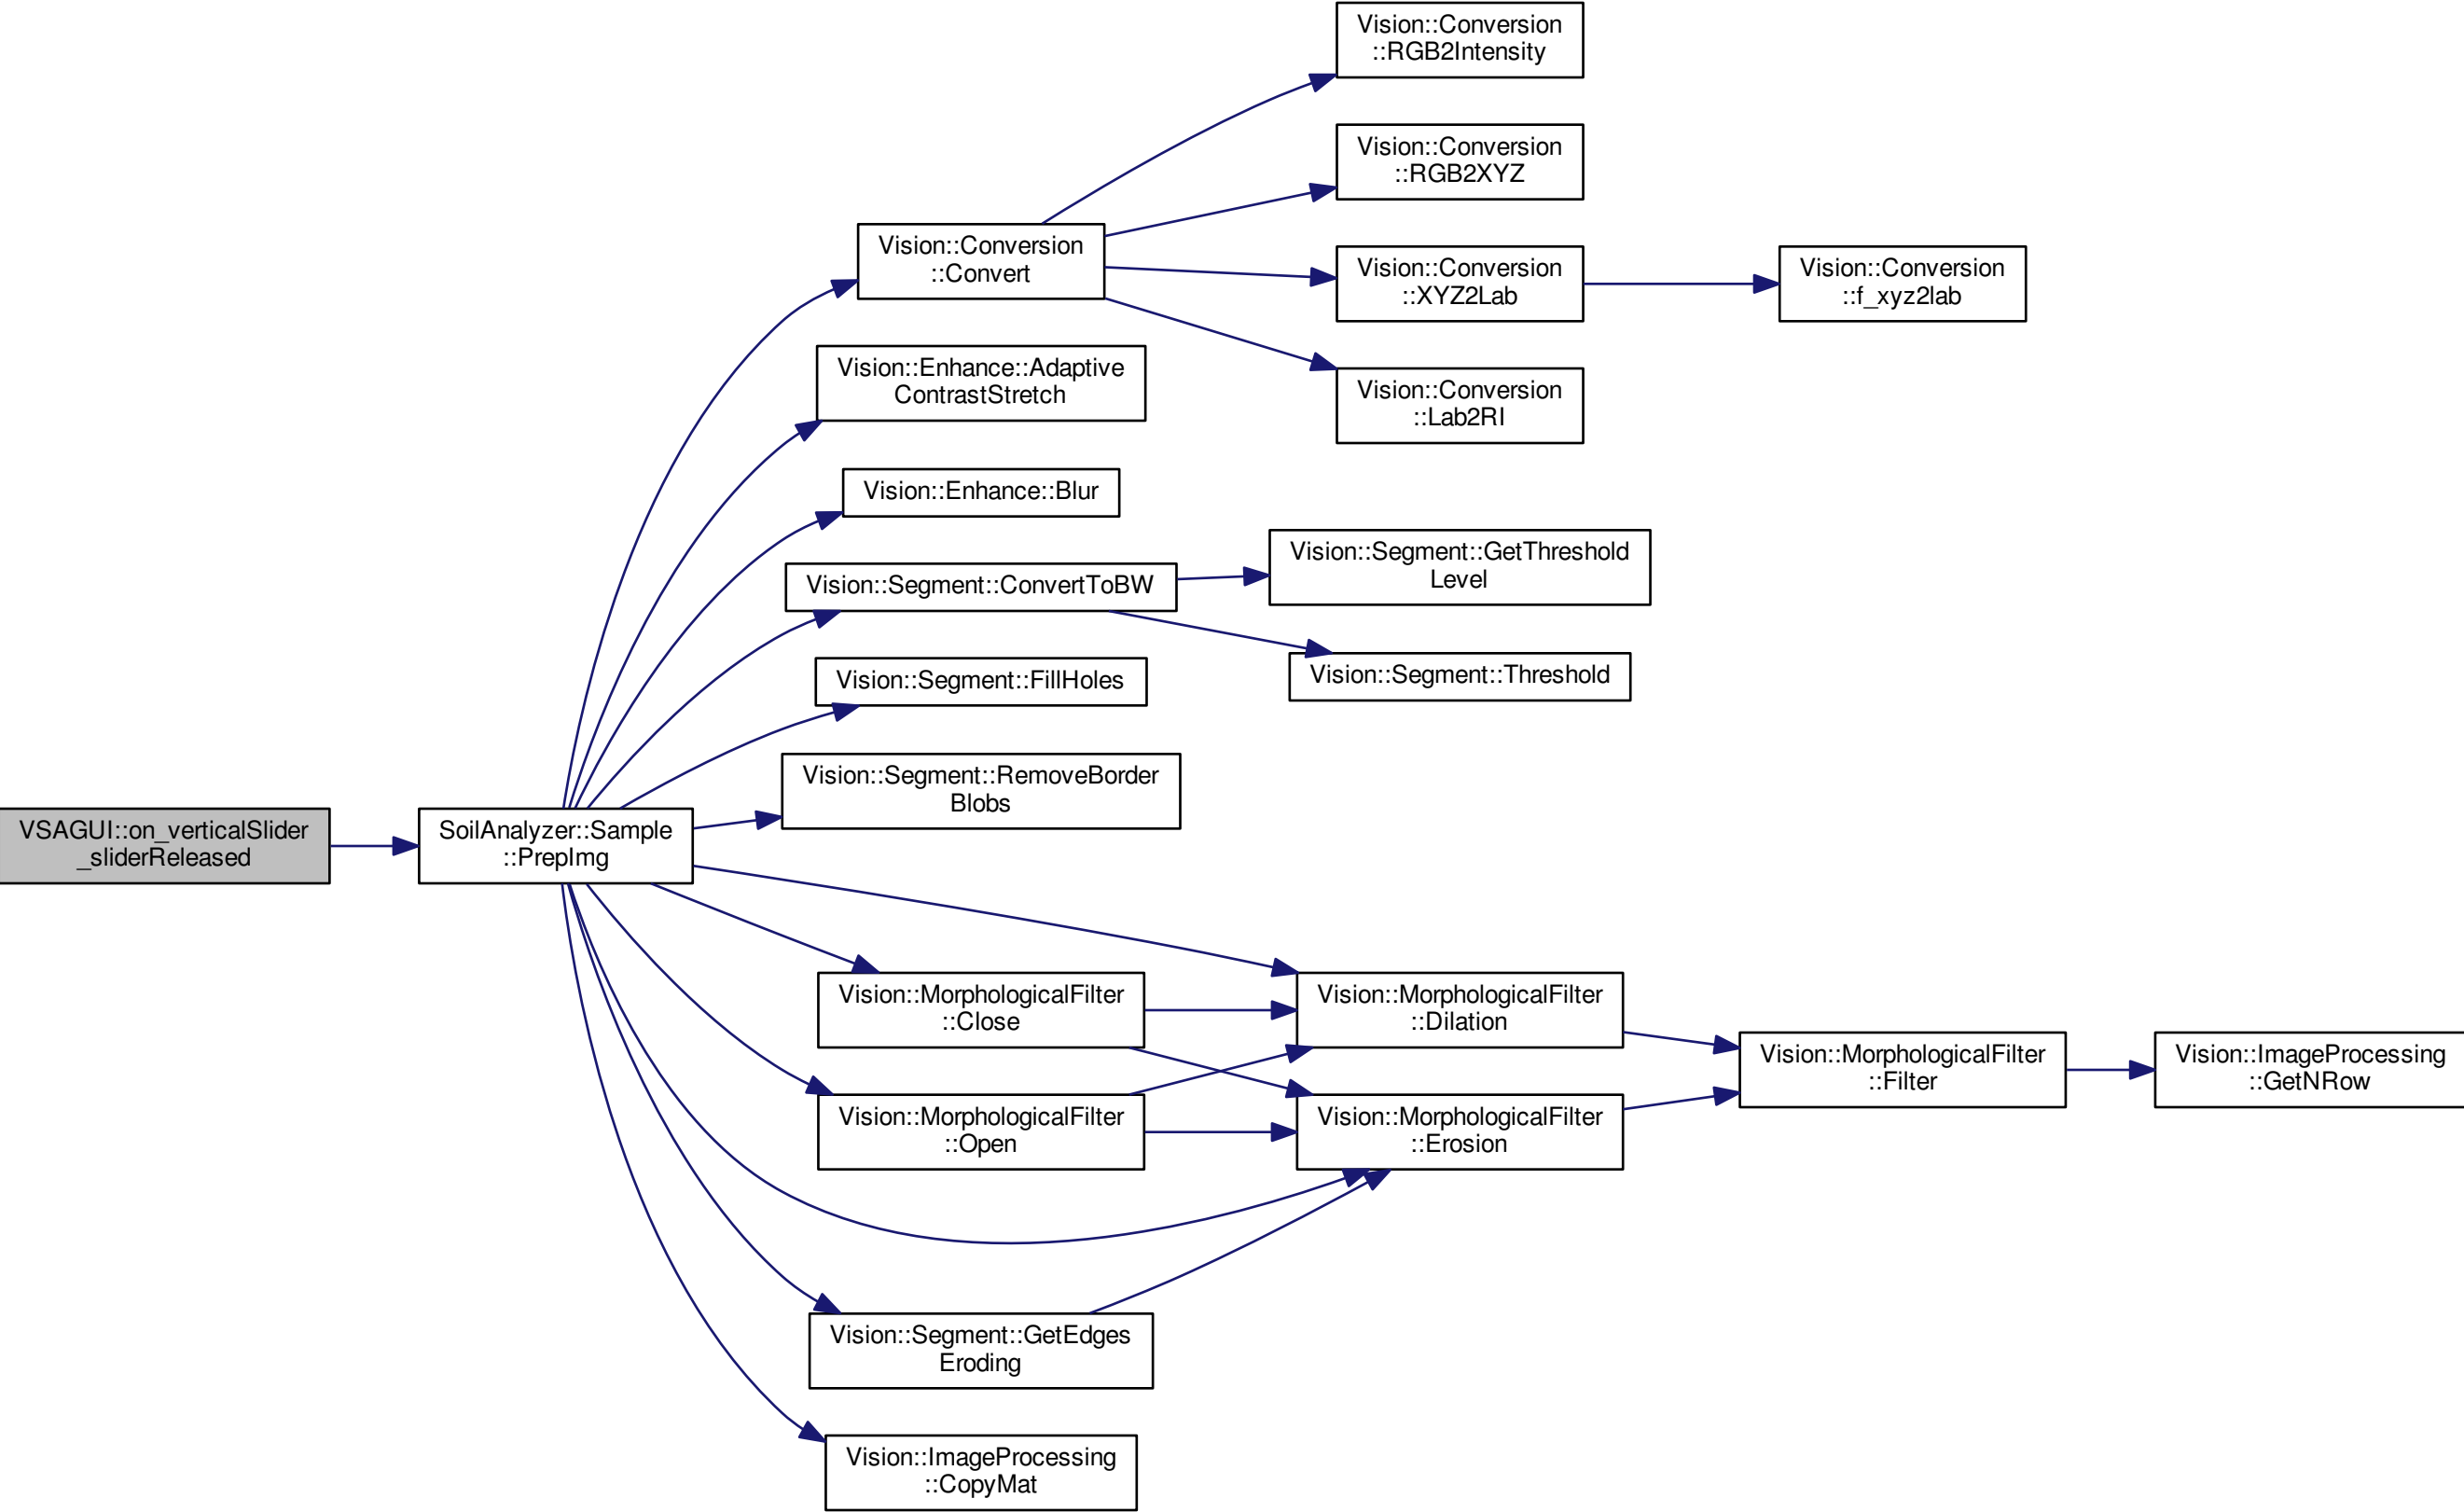 Vision::Conversion
::RGB2Intensity
Vision::Conversion
::RGB2XYZ
Vision::Conversion
::Convert
Vision::Conversion
::XYZ2Lab
Vision::Conversion
::f_xyz2lab
Vision::Enhance::Adaptive
ContrastStretch
Vision::Conversion
::Lab2RI
Vision::Enhance::Blur
Vision::Segment::ConvertToBW
Vision::Segment::GetThreshold
Level
Vision::Segment::FillHoles
Vision::Segment::Threshold
Vision::Segment::RemoveBorder
Blobs
VSAGUI::on_verticalSlider
_sliderReleased
SoilAnalyzer::Sample
::PrepImg
Vision::MorphologicalFilter
::Close
Vision::MorphologicalFilter
::Dilation
Vision::MorphologicalFilter
::Filter
Vision::ImageProcessing
::GetNRow
Vision::MorphologicalFilter
::Open
Vision::MorphologicalFilter
::Erosion
Vision::Segment::GetEdges
Eroding
Vision::ImageProcessing
::CopyMat